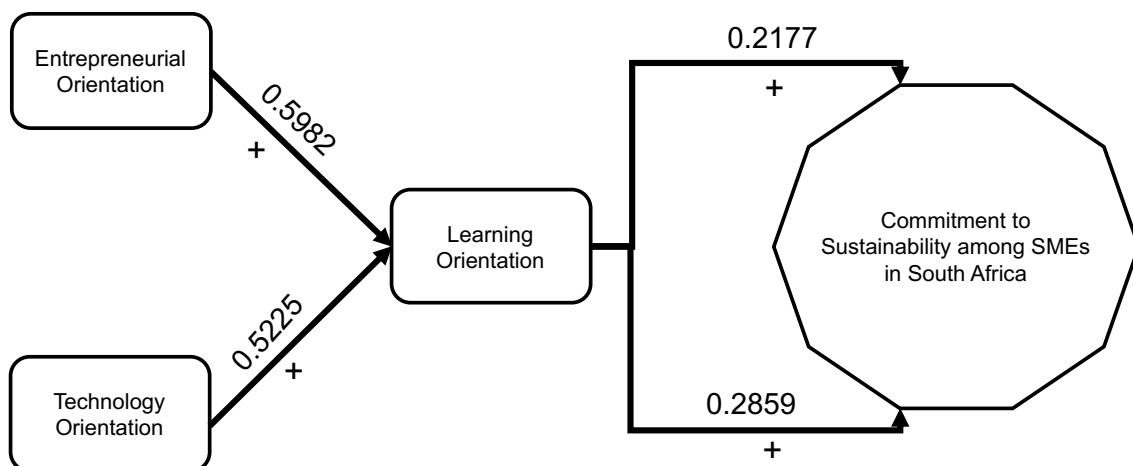 Entrepreneurial
Orientation
0.5982
+
0.2177
+
Learning
Orientation
Commitment to
Sustainability among SMEs
in South Africa
0.5225
+
Technology
Orientation
0.2859
+